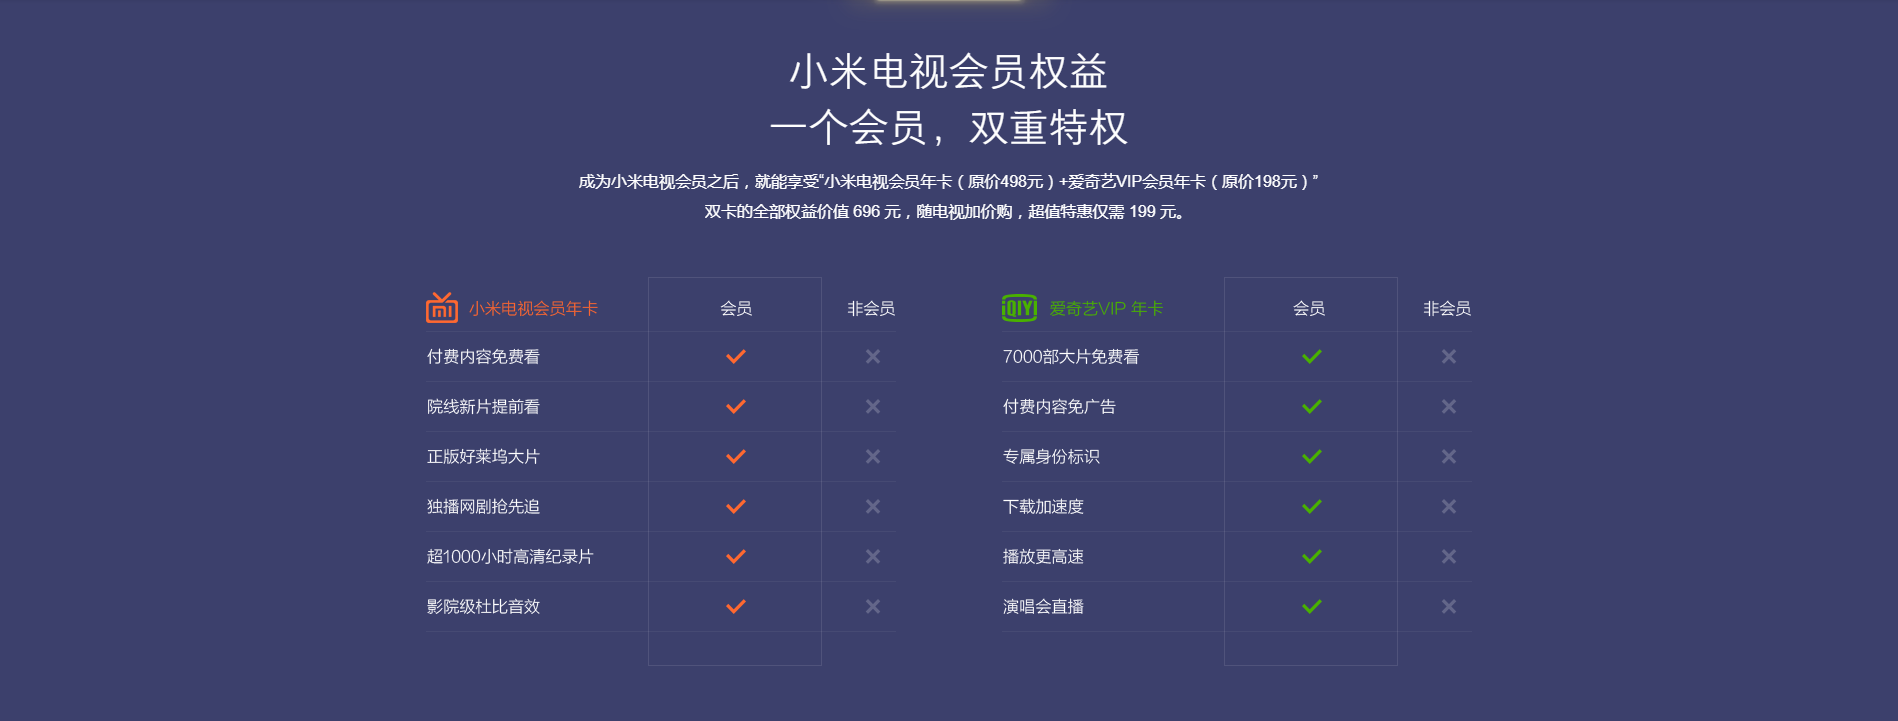 小米电视会员权益
一个会员，双重特权
成为小米电视会员之后，就能享受“小米电视会员年卡（原价498元）+爱奇艺VIP会员年卡（原价198元）”
双卡的全部权益价值 696 元，随电视加价购，超值特惠仅需 199 元。
mi 小米电视会员年卡 会员 非会员
付费内容免费看
院线新片提前看
正版好莱坞大片
独播网剧抢先追
超1000小时高清纪录片
影院级杜比音效
iQIYI 爱奇艺VIP 年卡 会员 非会员
7000部大片免费看
付费内容免广告
专属身份标识
下载加速度
播放更高速
演唱会直播